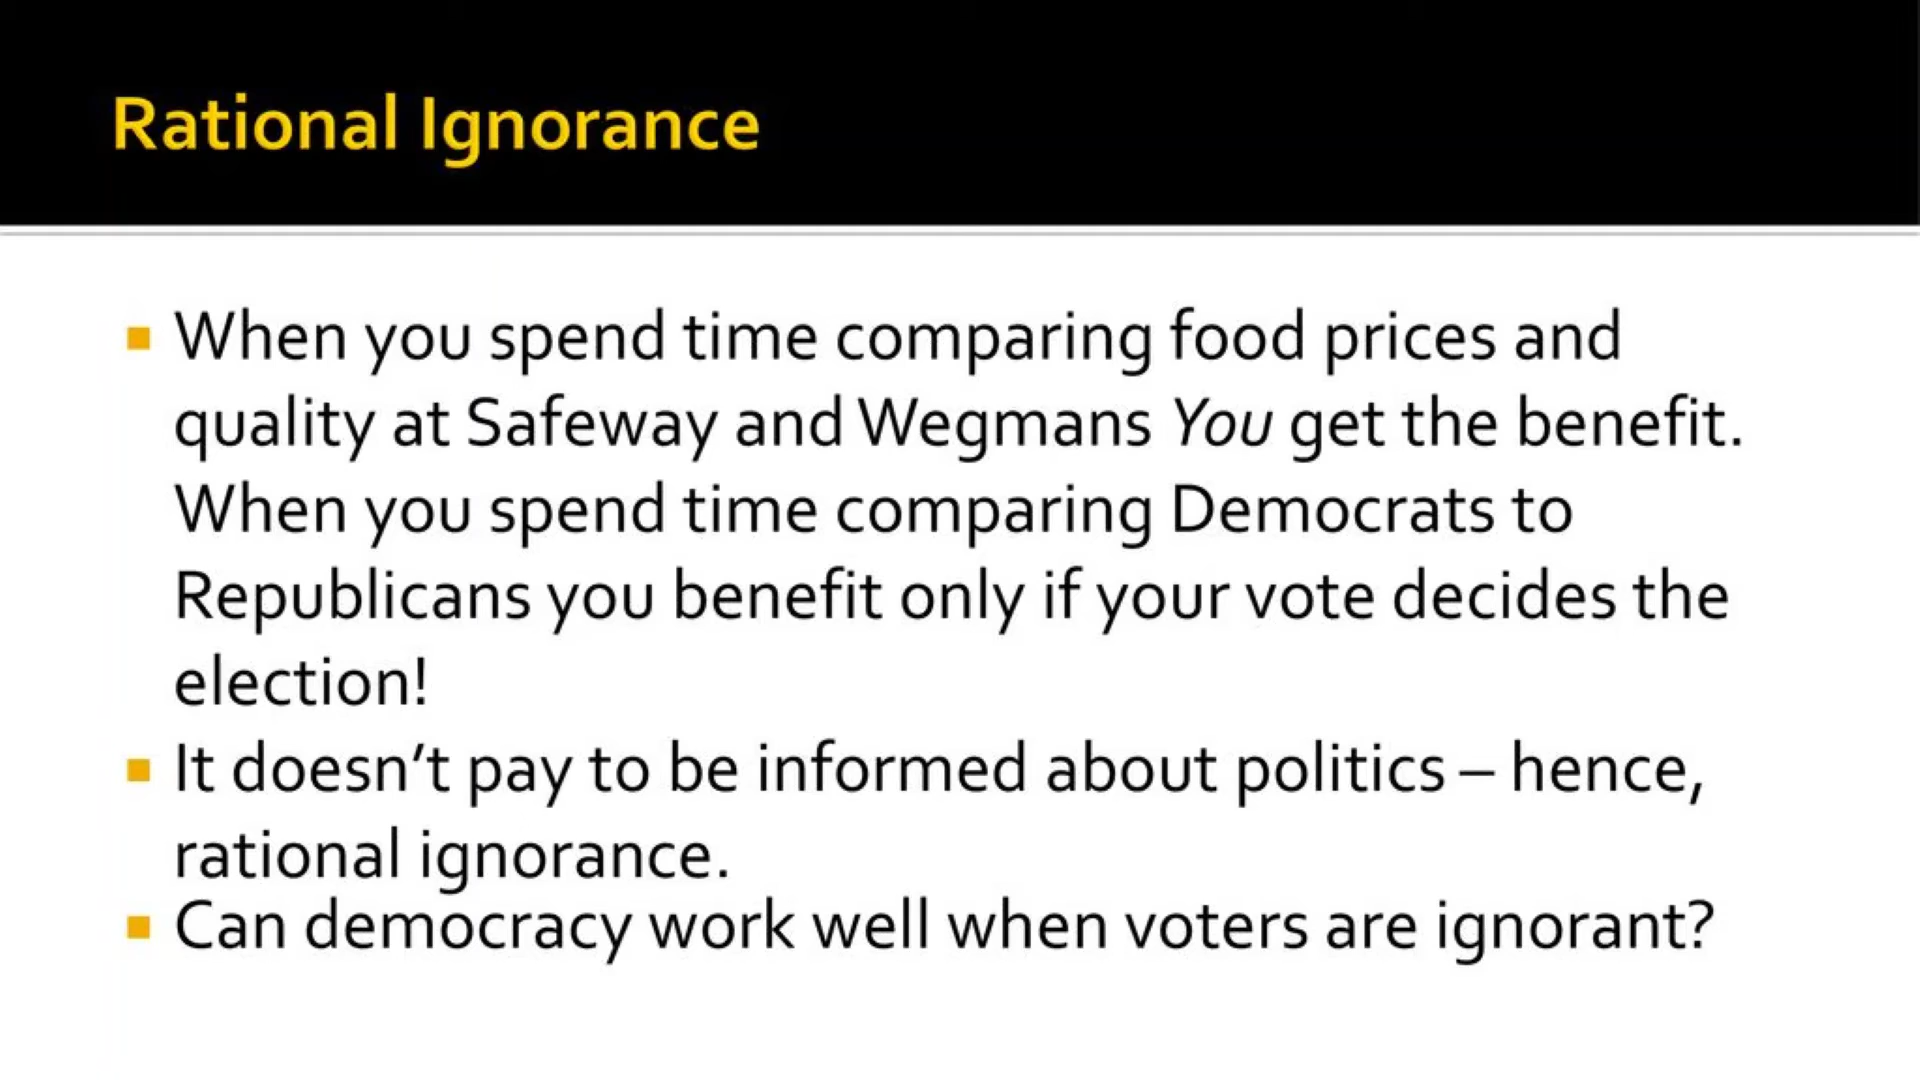 Rational Ignorance
When you spend time comparing food prices and
quality at Safeway and Wegmans You get the benefit.
When you spend time comparing Democrats to
Republicans you benefit only if your vote decides the
election!
It doesn’t pay to be informed about politics – hence,
rational ignorance.
Can democracy work well when voters are ignorant?